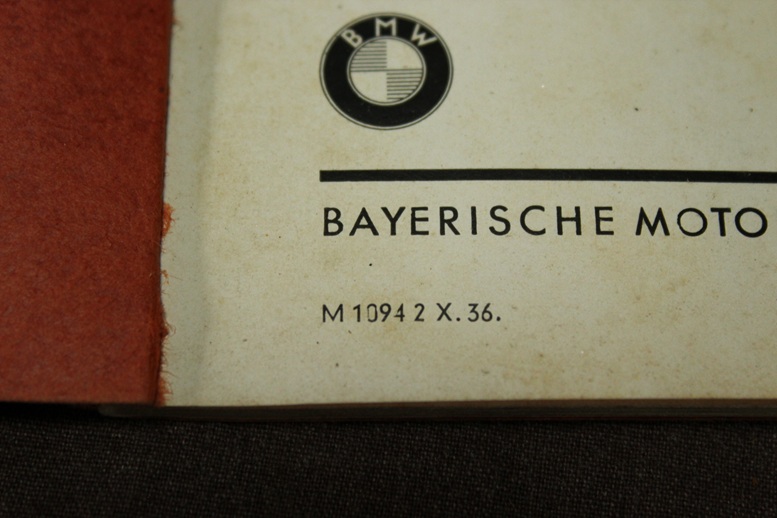 BMW
BAYERISCHE MOTO
M 1094 2 X. 36.